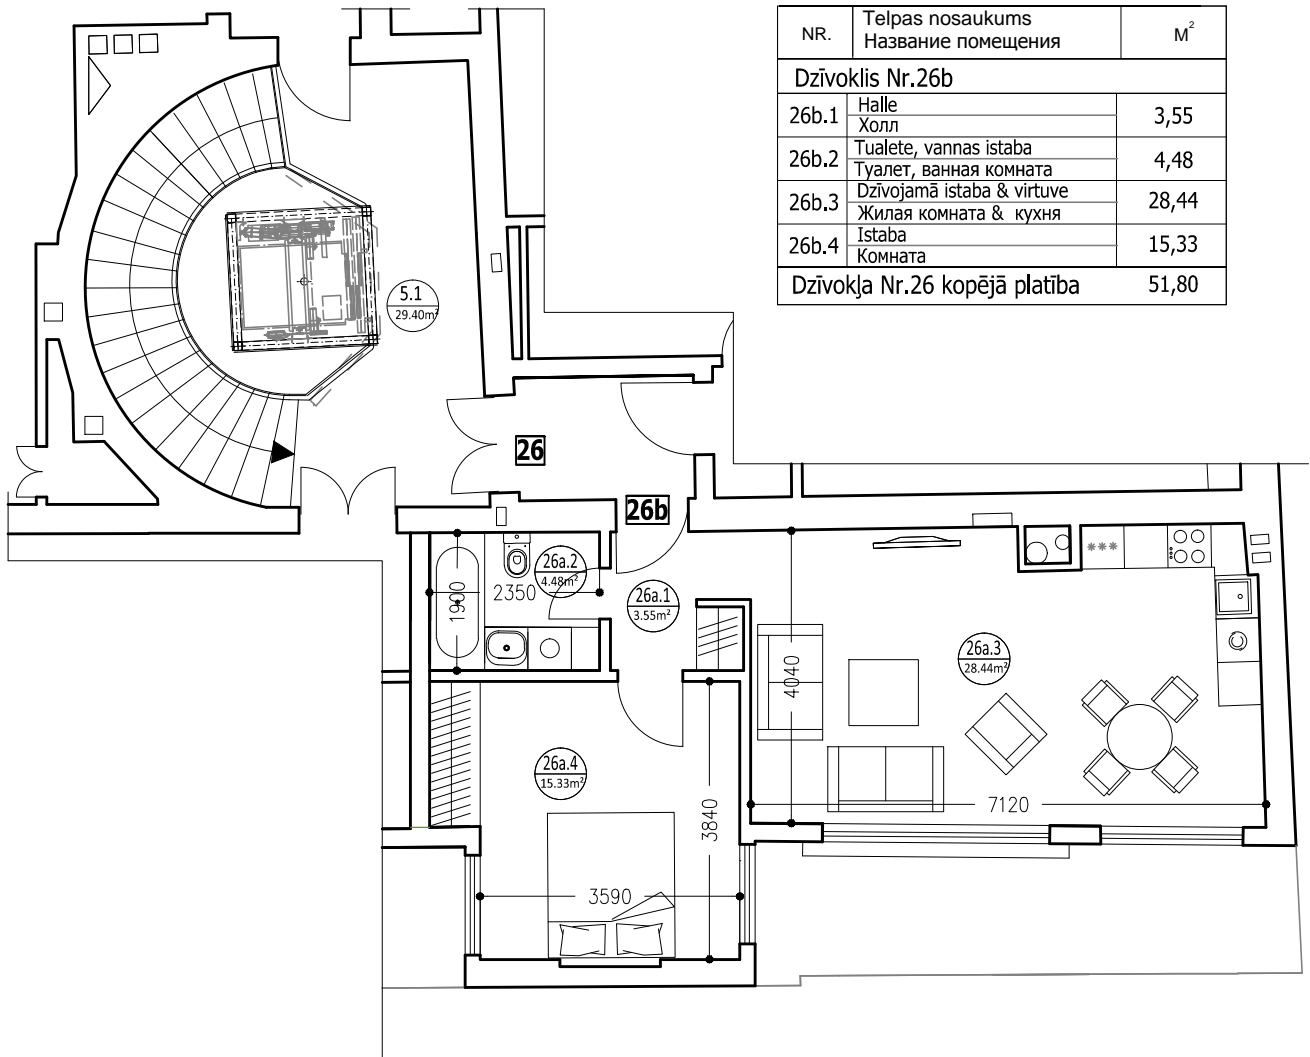 NR.
Telpas nosaukums
Название помещения
M²
Dzīvoklis Nr.26b
26b.1
Halle
Холл
3,55
26b.2
Tualete, vannas istaba
Туалет, ванная комната
4,48
26b.3
Dzīvojamā istaba & virtuve
Жилая комната & кухня
28,44
26b.4
Istaba
Комната
15,33
Dzīvokļa Nr.26 kopējā platība
51,80
5.1
29.40m²
26
26b
26a.2
4.48m²
2350
1900
26a.1
3.55m²
26a.3
28.44m²
4040
26a.4
15.33m²
7120
3840
3590